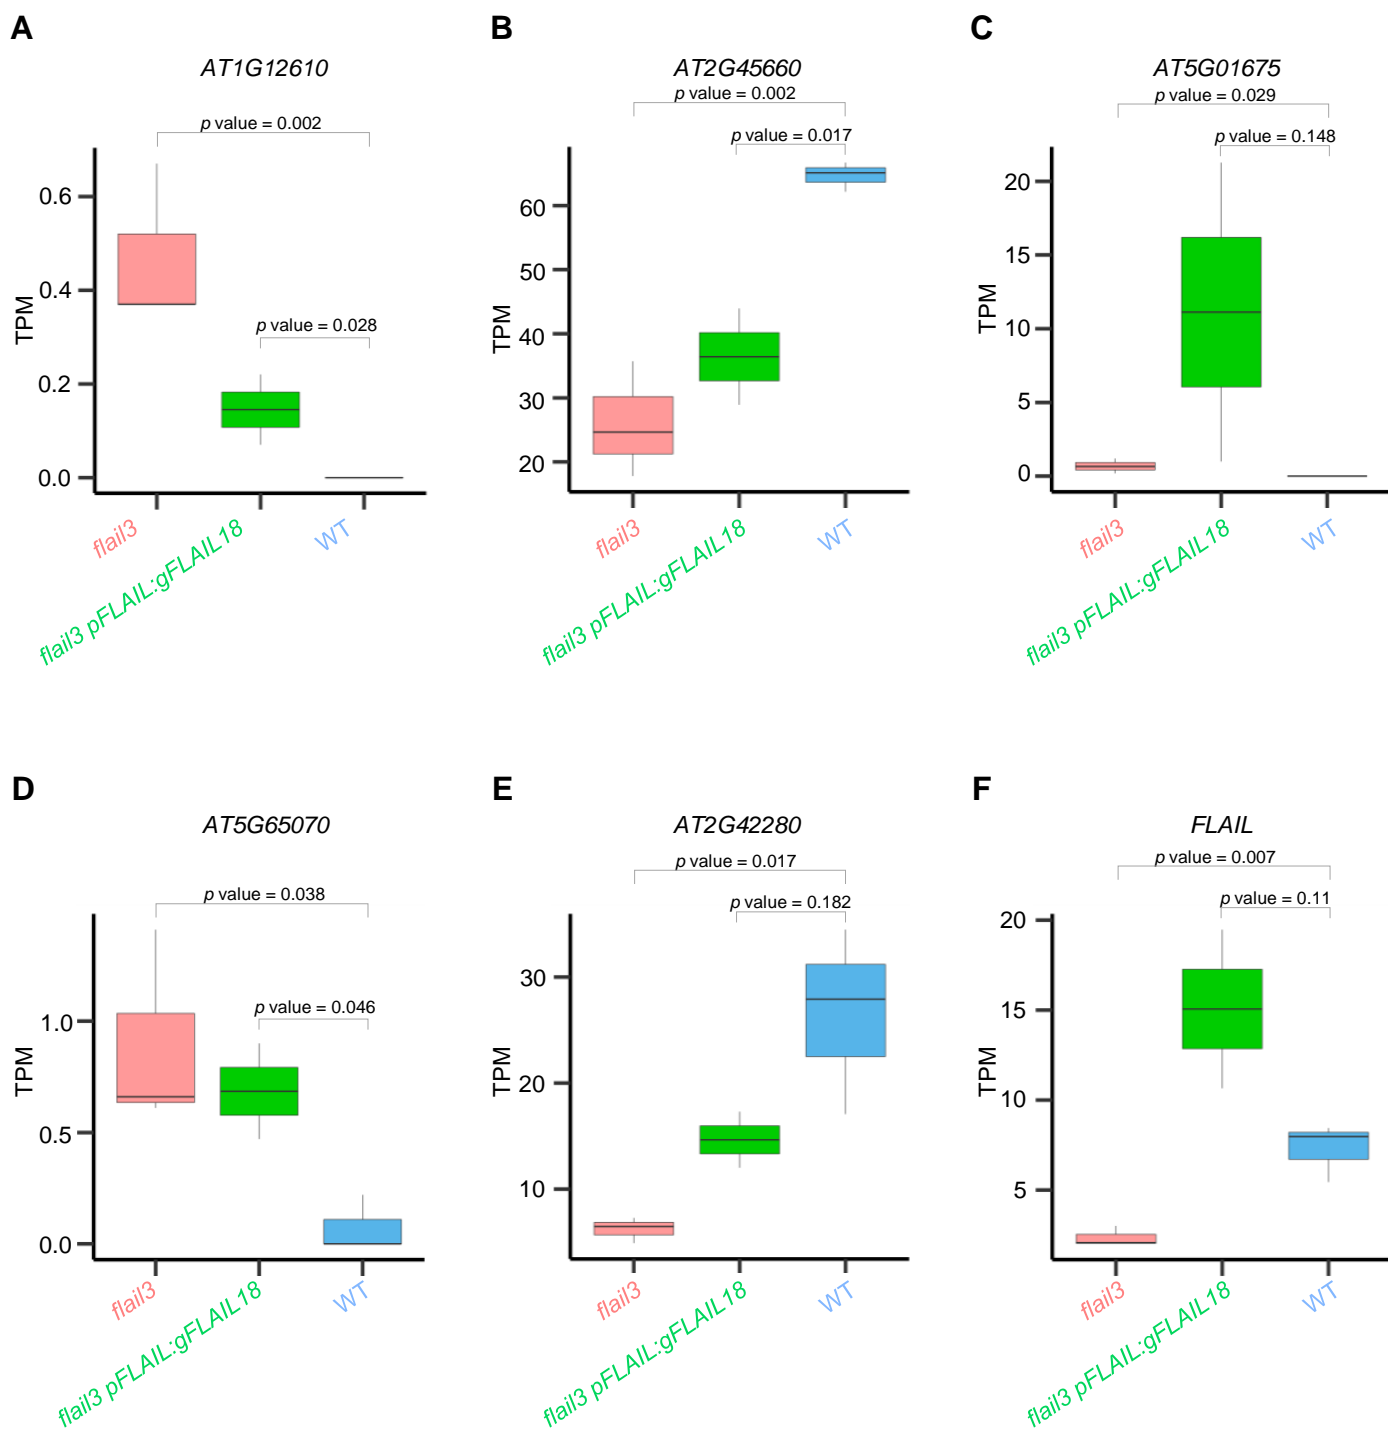 A
AT1G12610
p value = 0.002
p value = 0.028
TPM
0.6
0.4
0.2
0.0
flail3
flail3 pFLAIL:gFLAIL18
WT
B
AT2G45660
p value = 0.002
p value = 0.017
TPM
60
50
40
30
20
flail3
flail3 pFLAIL:gFLAIL18
WT
C
AT5G01675
p value = 0.029
p value = 0.148
TPM
20
15
10
5
0
flail3
flail3 pFLAIL:gFLAIL18
WT
D
AT5G65070
p value = 0.038
p value = 0.046
TPM
1.0
0.5
0.0
flail3
flail3 pFLAIL:gFLAIL18
WT
E
AT2G42280
p value = 0.017
p value = 0.182
TPM
30
20
10
flail3
flail3 pFLAIL:gFLAIL18
WT
F
FLAIL
p value = 0.007
p value = 0.11
TPM
20
15
10
5
flail3
flail3 pFLAIL:gFLAIL18
WT